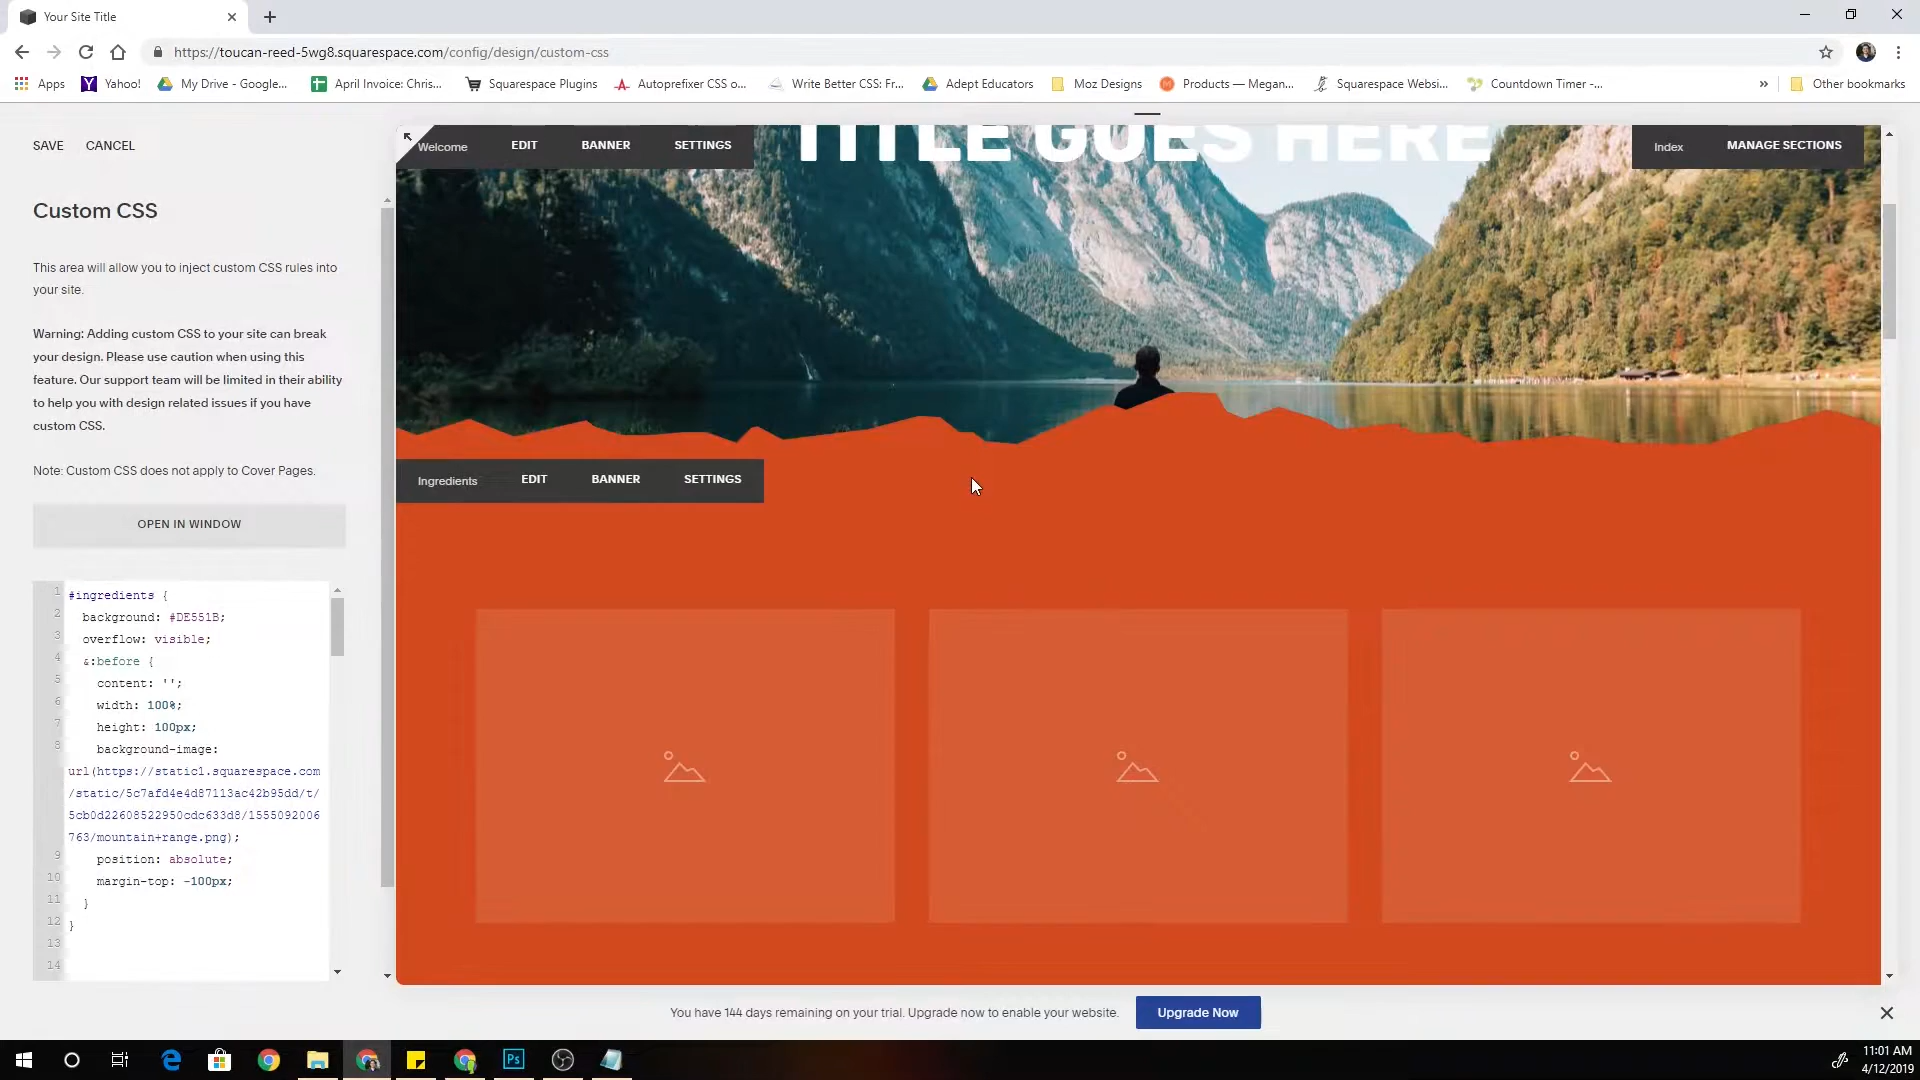 Your Site Title
https://toucan-reed-5wg8.squarespace.com/config/design/custom-css
Apps
Yahoo!
My Drive - Google...
April Invoice: Chris...
Squarespace Plugins
Autoprefixer CSS o...
Write Better CSS: Fr...
Adept Educators
Moz Designs
Products — Megan...
Squarespace Websi...
Countdown Timer -...
»
Other bookmarks
SAVE CANCEL
Custom CSS
This area will allow you to inject custom CSS rules into
your site.
Warning: Adding custom CSS to your site can break
your design. Please use caution when using this
feature. Our support team will be limited in their ability
to help you with design related issues if you have
custom CSS.
Note: Custom CSS does not apply to Cover Pages.
OPEN IN WINDOW
1 #ingredients {
2 background: #DE551B;
3 overflow: visible;
4 &:before {
5 content: '';
6 width: 100%;
7 height: 100px;
8 background-image:
url(https://static1.squarespace.com
/static/5c7afd4e4d87113ac42b95dd/t/
5cb0d22608522950cdc633d8/1555092006
763/mountain+range.png);
9 position: absolute;
10 margin-top: -100px;
11 }
12 }
13
14
Welcome EDIT BANNER SETTINGS
TITLE GOES HERE
Index MANAGE SECTIONS
Ingredients EDIT BANNER SETTINGS
You have 144 days remaining on your trial. Upgrade now to enable your website.
Upgrade Now
Ps
11:01 AM
4/12/2019